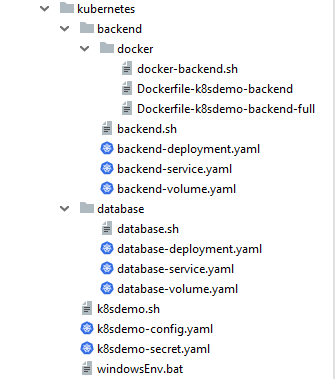 kubernetes
backend
docker
docker-backend.sh
Dockerfile-k8sdemo-backend
Dockerfile-k8sdemo-backend-full
backend.sh
backend-deployment.yaml
backend-service.yaml
backend-volume.yaml
database
database.sh
database-deployment.yaml
database-service.yaml
database-volume.yaml
k8sdemo.sh
k8sdemo-config.yaml
k8sdemo-secret.yaml
windowsEnv.bat